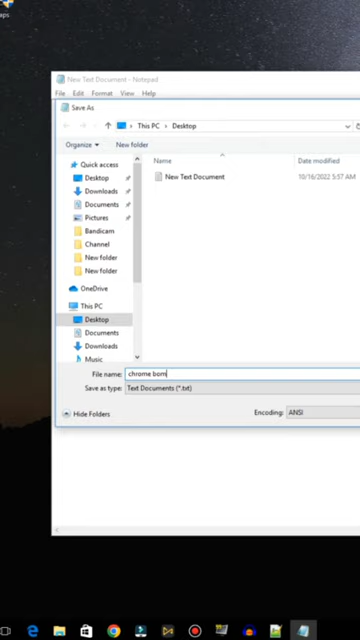 aps
New Text Document - Notepad
File Edit Format View Help
Save As
This PC Desktop
Organize New folder
Name Date modified
Quick access
New Text Document 10/16/2022 5:57 AM
Desktop
Downloads
Documents
Pictures
Bandicam
Channel
New folder
New folder
OneDrive
This PC
Desktop
Documents
Downloads
Music
File name: chrome bom
Save as type: Text Documents (*.txt)
Hide Folders Encoding: ANSI